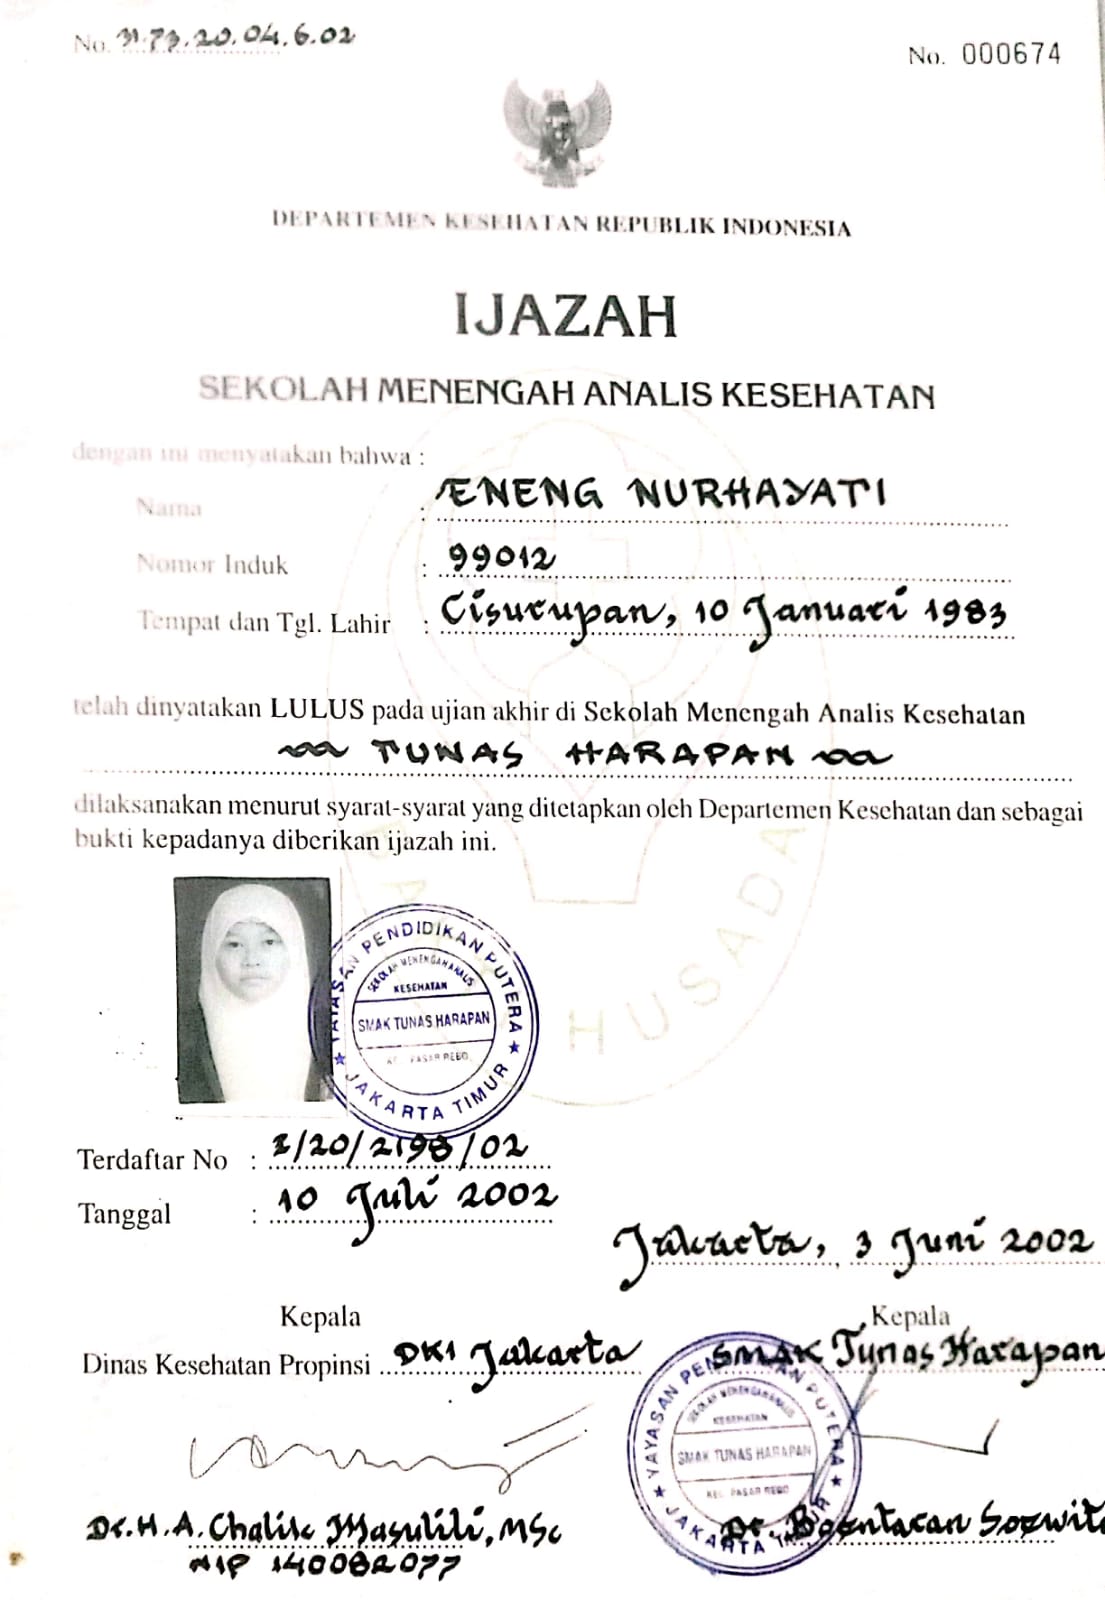 No. 31.73.20.04.6.02
No. 000674
DEPARTEMEN KESEHATAN REPUBLIK INDONESIA
IJAZAH
SEKOLAH MENENGAH ANALIS KESEHATAN
dengan ini menyatakan bahwa :
Nama : ENENG NURHAYATI
Nomor Induk : 99012
Tempat dan Tgl. Lahir : Cisurupan, 10 Januari 1983
telah dinyatakan LULUS pada ujian akhir di Sekolah Menengah Analis Kesehatan
TUNAS HARAPAN
dilaksanakan menurut syarat-syarat yang ditetapkan oleh Departemen Kesehatan dan sebagai
bukti kepadanya diberikan ijazah ini.
HUSADA
YAYASAN PENDIDIKAN PUTERA
SEKOLAH MENENGAH ANALIS
KESEHATAN
SMAK TUNAS HARAPAN
KEC. PASAR REBO
★ JAKARTA TIMUR ★
Terdaftar No : I/20/2198/02
Tanggal : 10 Juli 2002
Jakarta, 3 Juni 2002
Kepala
Dinas Kesehatan Propinsi DKI Jakarta
Kepala
SMAK Tunas Harapan
YAYASAN PENDIDIKAN PUTERA
SEKOLAH MENENGAH ANALIS
KESEHATAN
SMAK TUNAS HARAPAN
KEC. PASAR REBO
★ JAKARTA TIMUR ★
Dr. H. A. Chalik Masulili, MSc
NIP 140082077
Dr. Boentaran Soewit